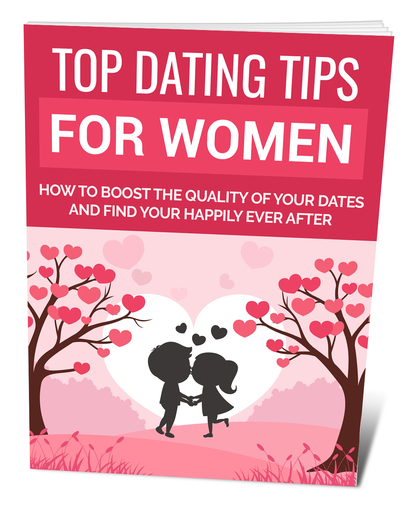 TOP DATING TIPS
FOR WOMEN
HOW TO BOOST THE QUALITY OF YOUR DATES
AND FIND YOUR HAPPILY EVER AFTER